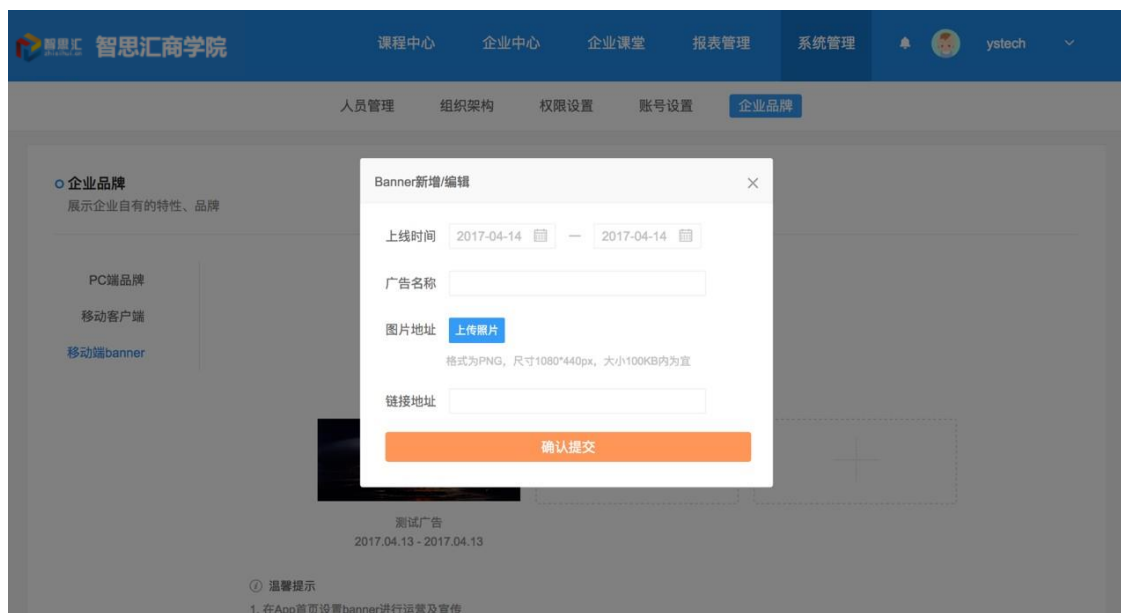 智思汇 智思汇商学院 课程中心 企业中心 企业课堂 报表管理 系统管理 ystech
人员管理 组织架构 权限设置 账号设置 企业品牌
企业品牌
展示企业自有的特性、品牌
PC端品牌
移动客户端
移动端banner
Banner新增/编辑
上线时间 2017-04-14 — 2017-04-14
广告名称
图片地址 上传照片
格式为PNG，尺寸1080*440px，大小100KB内为宜
链接地址
确认提交
测试广告
2017.04.13 - 2017.04.13
温馨提示
1. 在App首页设置banner进行运营及宣传